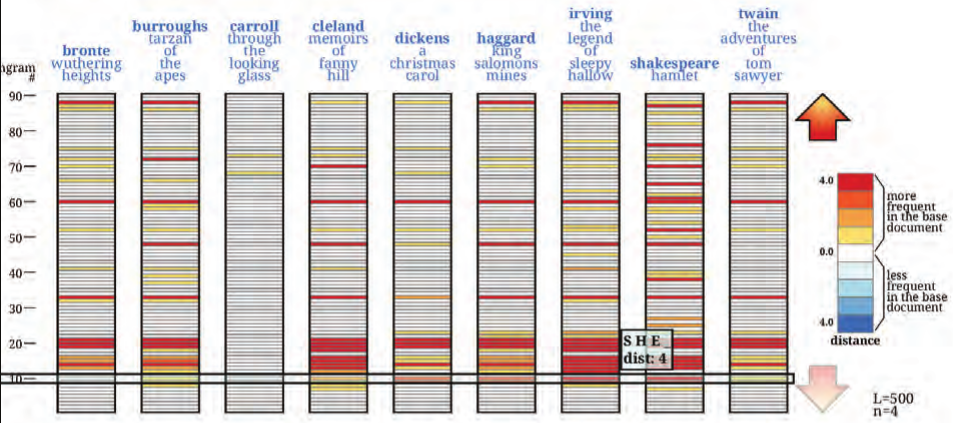 bronte
wuthering
heights
burroughs
tarzan
of
the
apes
carroll
through
the
looking
glass
cleland
memoirs
of
fanny
hill
dickens
a
christmas
carol
haggard
king
salomons
mines
irving
the
legend
of
sleepy
hallow
shakespeare
hamlet
twain
the
adventures
of
tom
sawyer
ngram
#
90
80
70
60
50
40
30
20
10
S H E _
dist: 4
4.0
0.0
4.0
more
frequent
in the base
document
less
frequent
in the base
document
distance
L=500
n=4